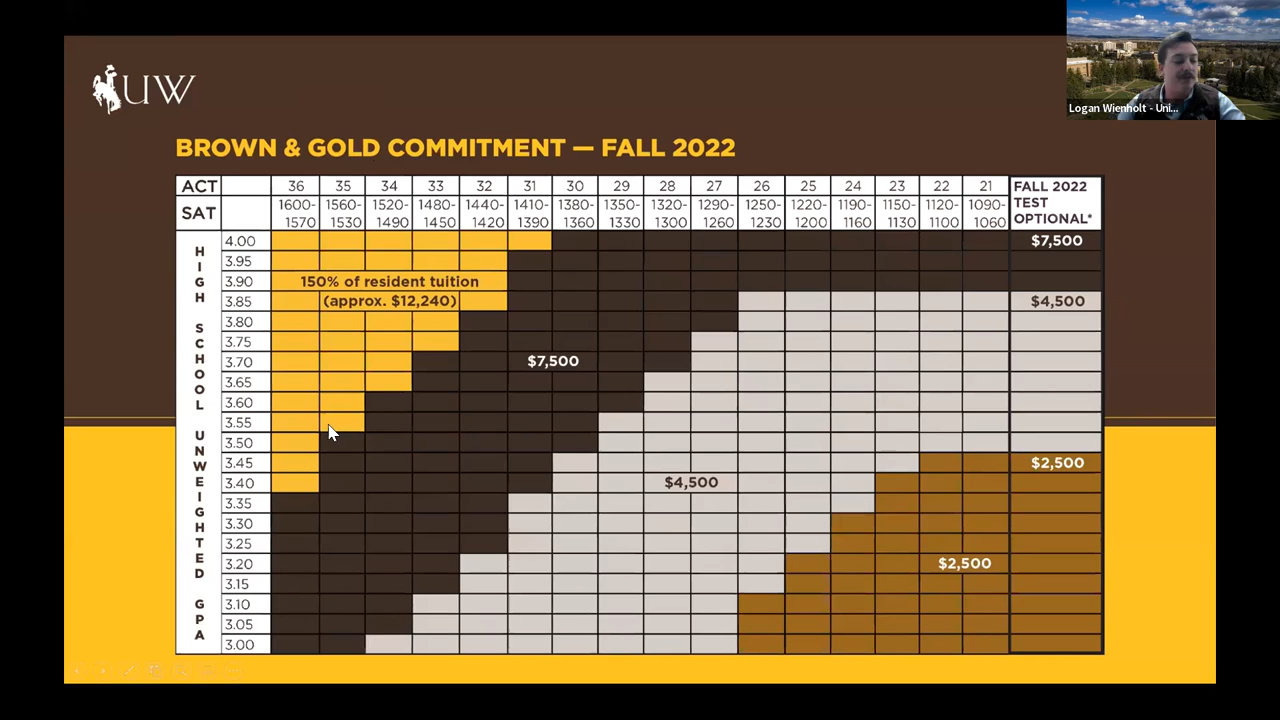 UW
Logan Wienholt - Uni...
BROWN & GOLD COMMITMENT — FALL 2022
ACT 36 35 34 33 32 31 30 29 28 27 26 25 24 23 22 21 FALL 2022 TEST OPTIONAL*
SAT 1600-1570 1560-1530 1520-1490 1480-1450 1440-1420 1410-1390 1380-1360 1350-1330 1320-1300 1290-1260 1250-1230 1220-1200 1190-1160 1150-1130 1120-1100 1090-1060
HIGH SCHOOL UNWEIGHTED GPA
4.00 $7,500
3.95
3.90 150% of resident tuition
3.85 (approx. $12,240) $4,500
3.80
3.75
3.70 $7,500
3.65
3.60
3.55
3.50
3.45 $2,500
3.40 $4,500
3.35
3.30
3.25
3.20 $2,500
3.15
3.10
3.05
3.00